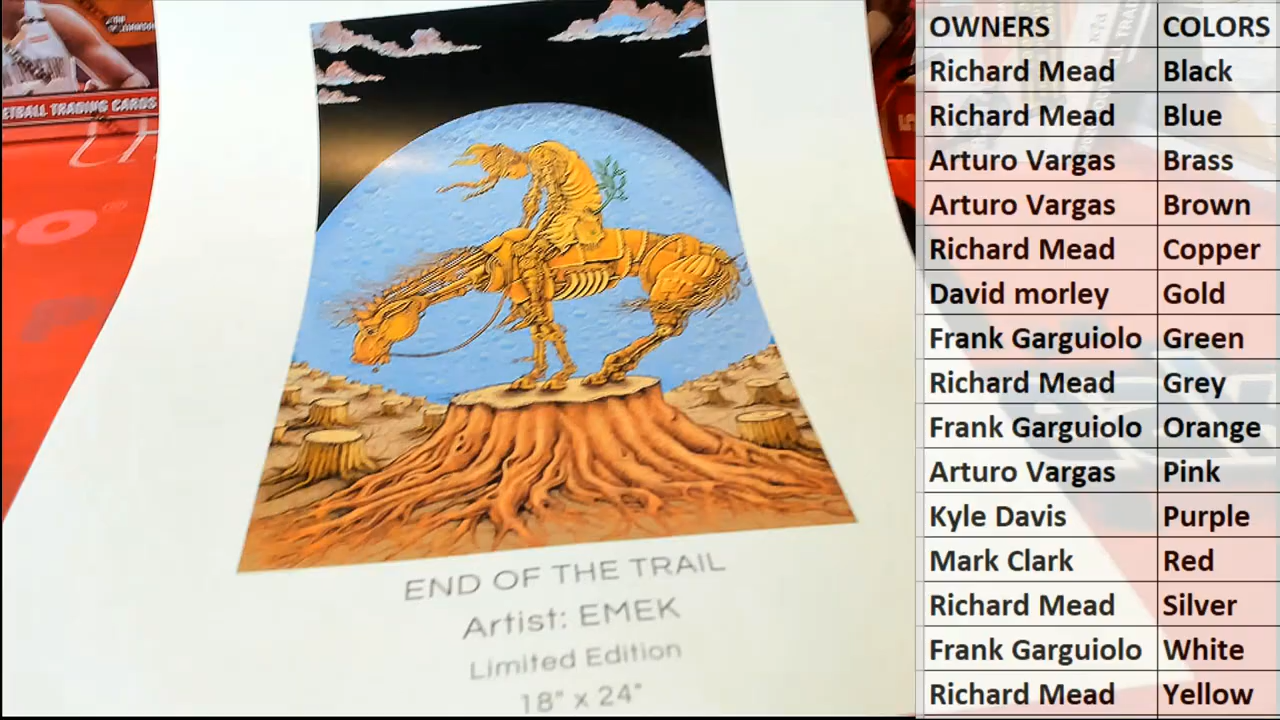 ETBALL TRADING CARDS
END OF THE TRAIL
Artist: EMEK
Limited Edition
18" x 24"
OWNERS COLORS
Richard Mead Black
Richard Mead Blue
Arturo Vargas Brass
Arturo Vargas Brown
Richard Mead Copper
David morley Gold
Frank Garguiolo Green
Richard Mead Grey
Frank Garguiolo Orange
Arturo Vargas Pink
Kyle Davis Purple
Mark Clark Red
Richard Mead Silver
Frank Garguiolo White
Richard Mead Yellow